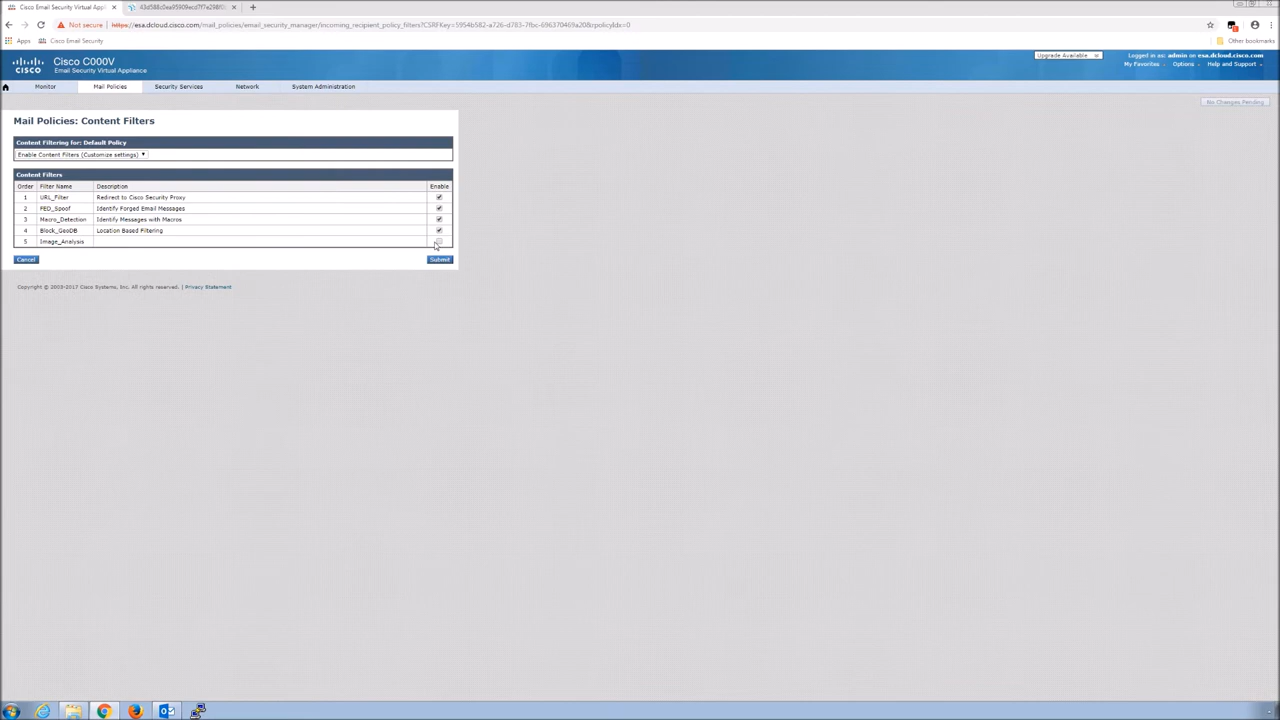 Cisco Email Security Virtual Appl
43d588c0ea95909ecd7f7e298f0
Not secure
https://esa.dcloud.cisco.com/mail_policies/email_security_manager/incoming_recipient_policy_filters?CSRFKey=5954b582-a726-d783-7fbc-696370469a20&rpolicyIdx=0
Apps
Cisco Email Security
Other bookmarks
CISCO
Cisco C000V
Email Security Virtual Appliance
Upgrade Available
Logged in as: admin on esa.dcloud.cisco.com
My Favorites
Options
Help and Support
Monitor
Mail Policies
Security Services
Network
System Administration
No Changes Pending
Mail Policies: Content Filters
Content Filtering for: Default Policy
Enable Content Filters (Customize settings)
Content Filters
Order Filter Name Description Enable
1 URL_Filter Redirect to Cisco Security Proxy
2 FED_Spoof Identify Forged Email Messages
3 Macro_Detection Identify Messages with Macros
4 Block_GeoDB Location Based Filtering
5 Image_Analysis
Cancel
Submit
Copyright © 2003-2017 Cisco Systems, Inc. All rights reserved. | Privacy Statement